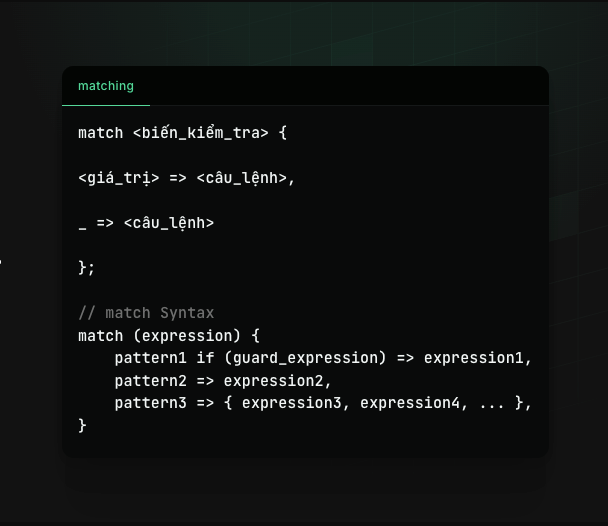 matching
match <biến_kiểm_tra> {
<giá_trị> => <câu_lệnh>,
_ => <câu_lệnh>
};
// match Syntax
match (expression) {
    pattern1 if (guard_expression) => expression1,
    pattern2 => expression2,
    pattern3 => { expression3, expression4, ... },
}